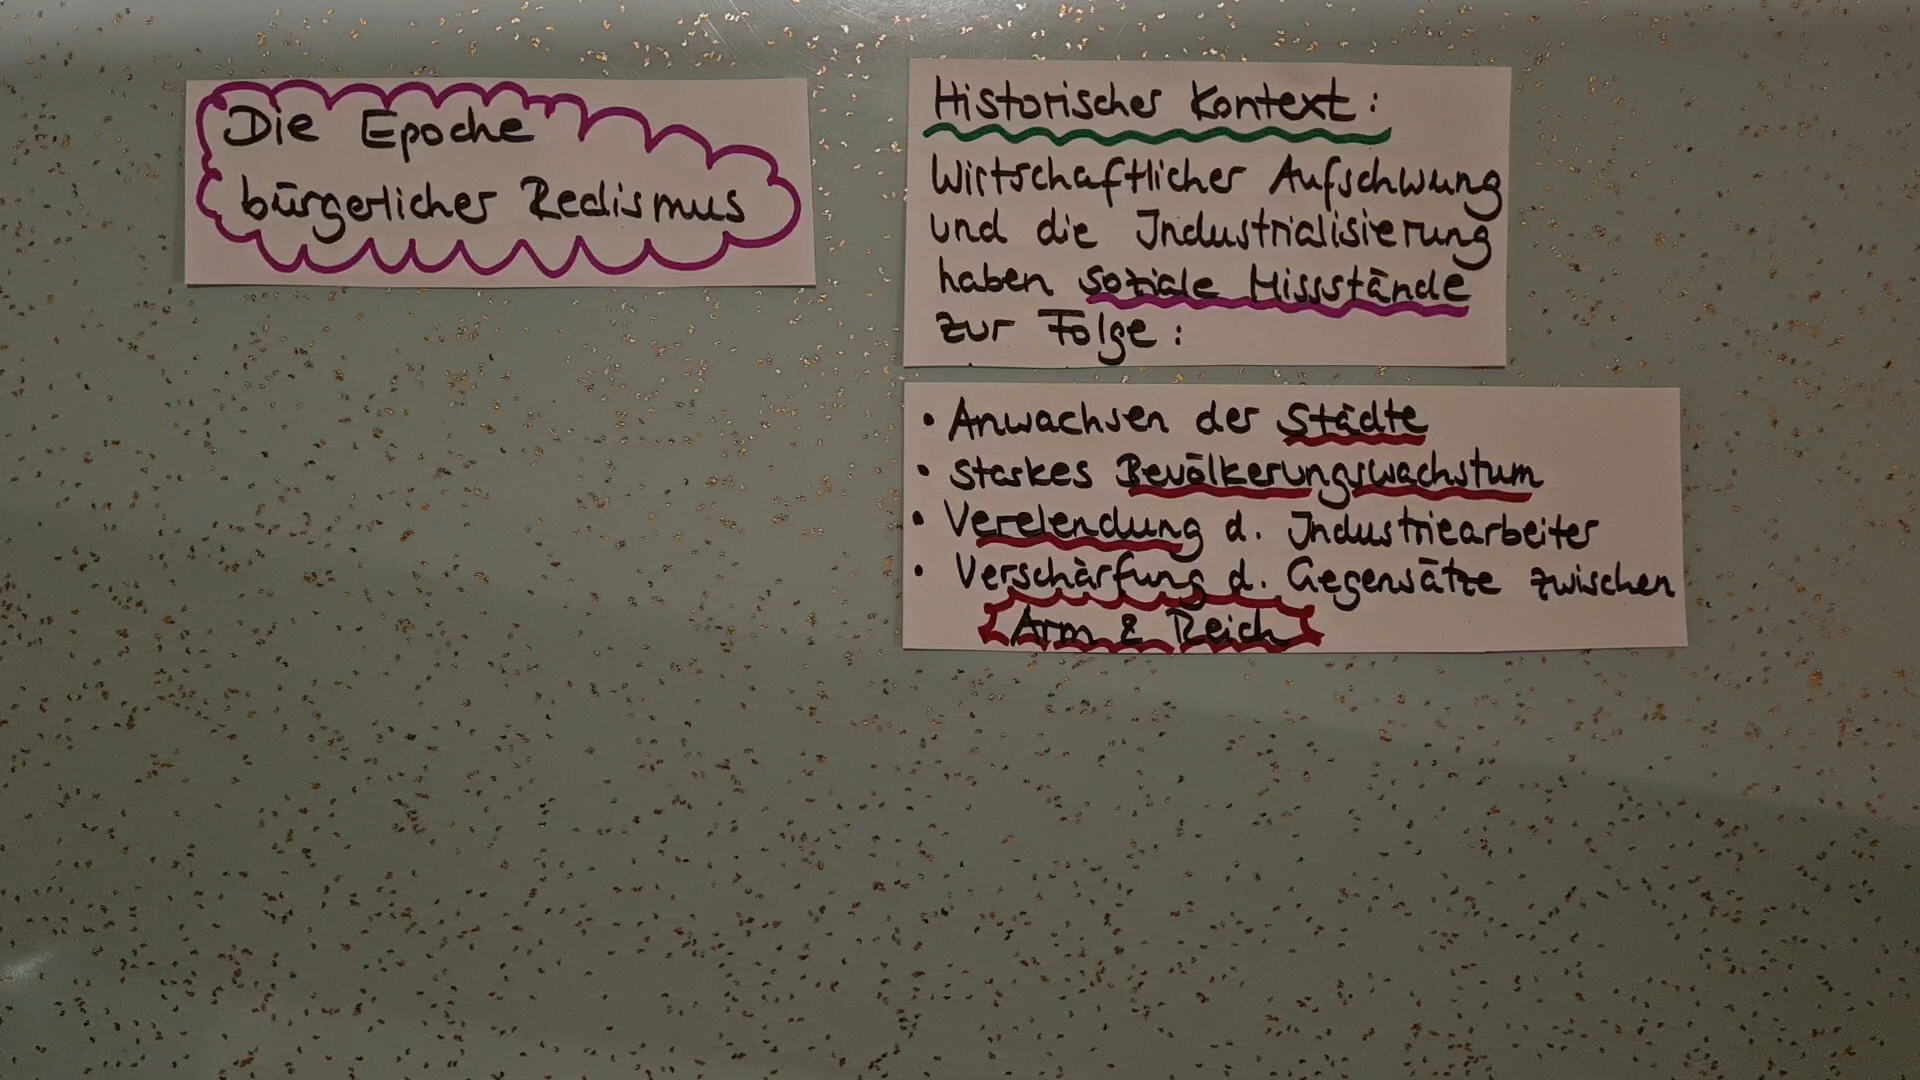 Die Epoche
bürgerlicher Realismus
Historischer Kontext:
Wirtschaftlicher Aufschwung
und die Industrialisierung
haben soziale Missstände
zur Folge:
• Anwachsen der Städte
• starkes Bevölkerungswachstum
• Verelendung d. Industriearbeiter
• Verschärfung d. Gegensätze zwischen
Arm & Reich